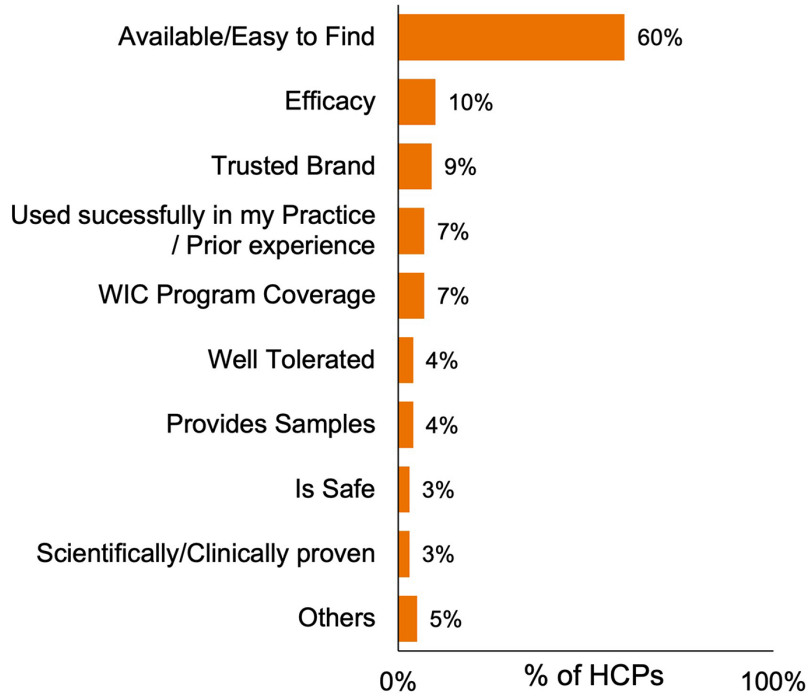 Available/Easy to Find 60%
Efficacy 10%
Trusted Brand 9%
Used sucessfully in my Practice
/ Prior experience 7%
WIC Program Coverage 7%
Well Tolerated 4%
Provides Samples 4%
Is Safe 3%
Scientifically/Clinically proven 3%
Others 5%
0% % of HCPs 100%